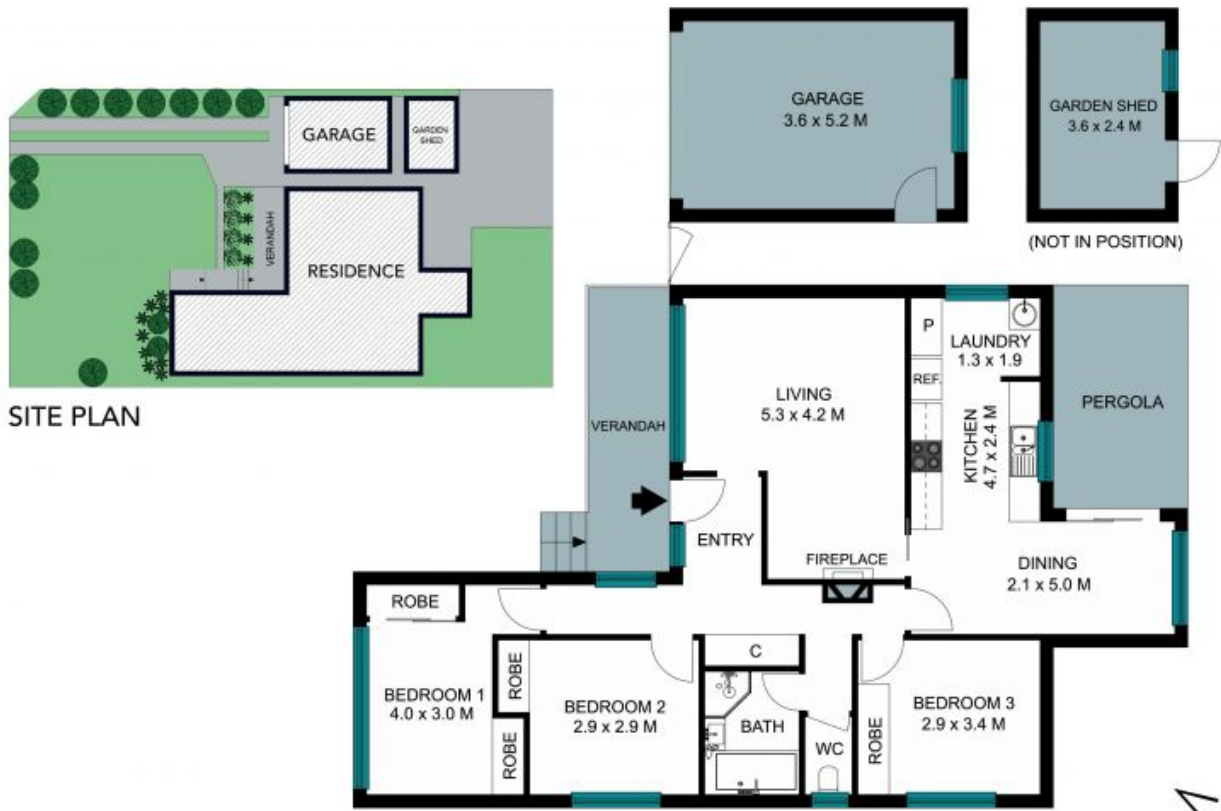 GARAGE
GARDEN
SHED
VERANDAH
RESIDENCE
SITE PLAN
GARAGE
3.6 x 5.2 M
GARDEN SHED
3.6 x 2.4 M
(NOT IN POSITION)
P
LAUNDRY
1.3 x 1.9
REF.
LIVING
5.3 x 4.2 M
VERANDAH
KITCHEN
4.7 x 2.4 M
PERGOLA
ENTRY
FIREPLACE
DINING
2.1 x 5.0 M
ROBE
C
BEDROOM 1
4.0 x 3.0 M
ROBE
BEDROOM 2
2.9 x 2.9 M
ROBE
BATH
WC
ROBE
BEDROOM 3
2.9 x 3.4 M